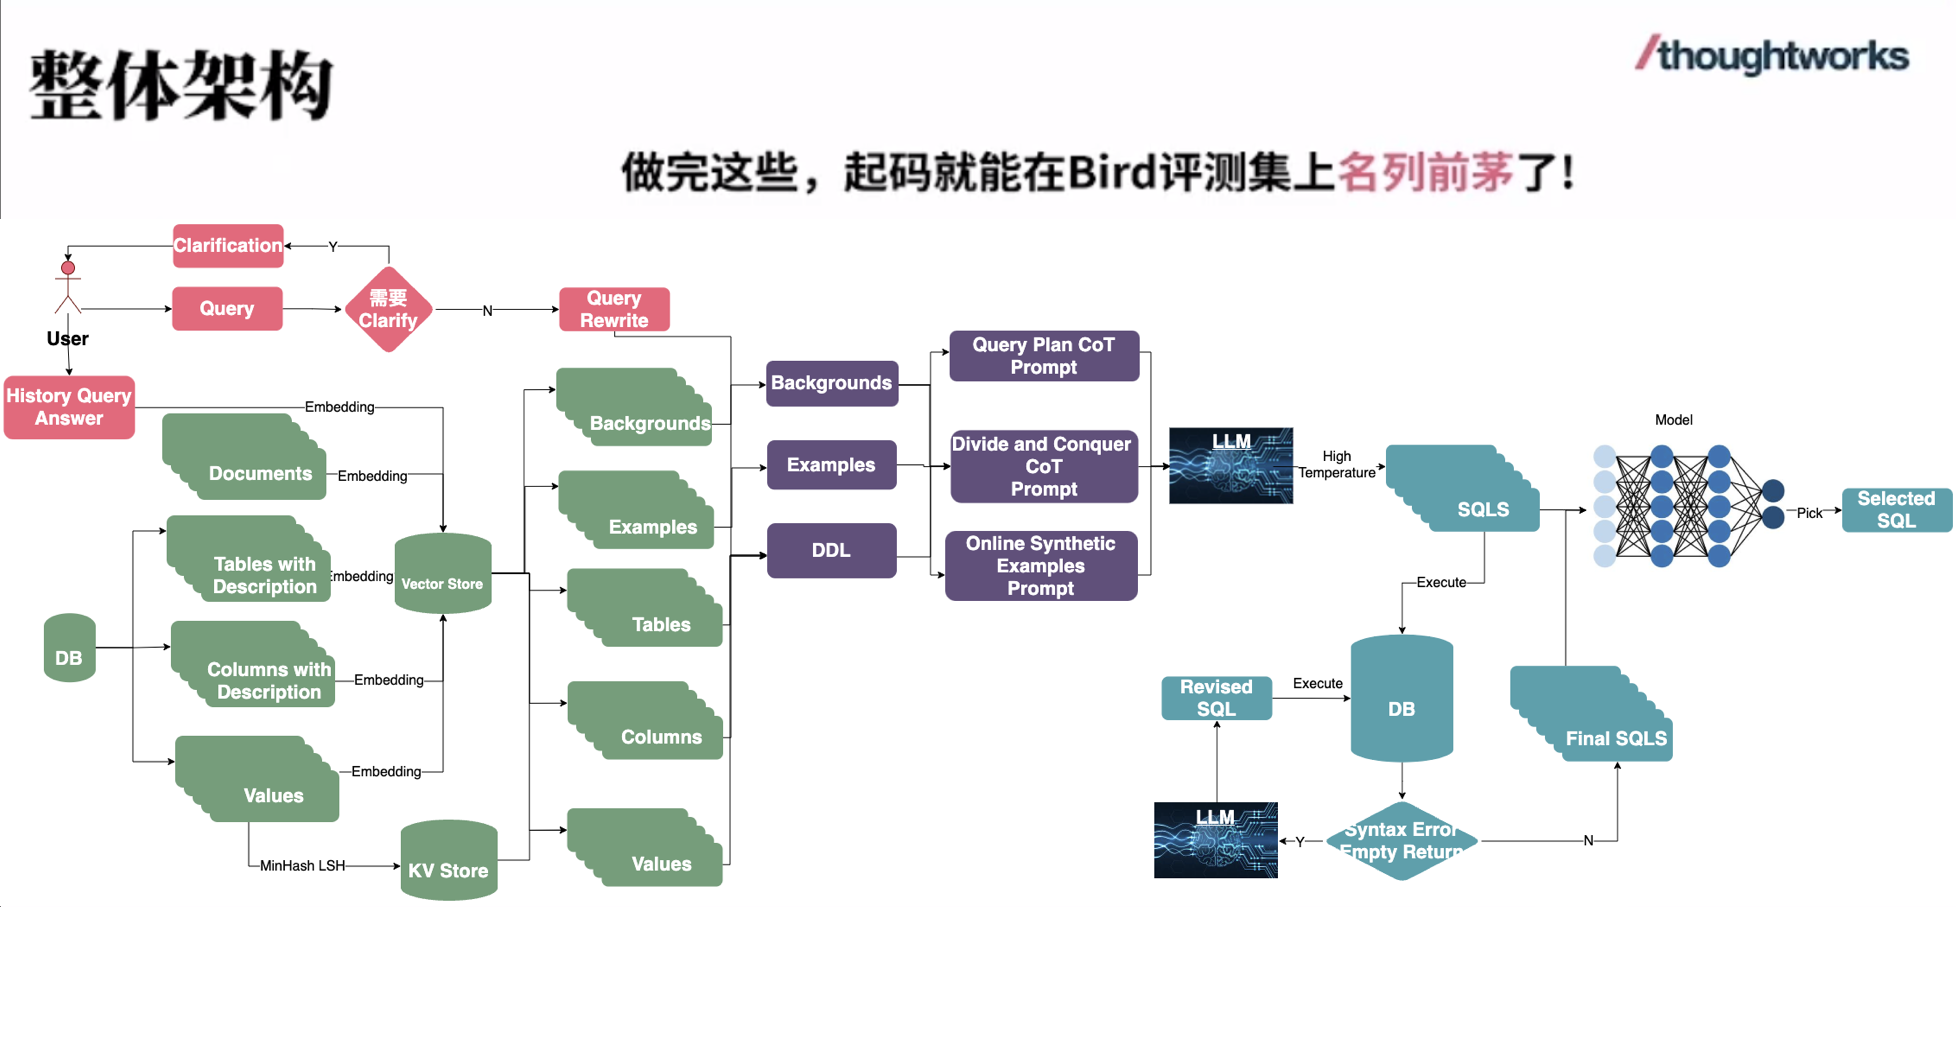 整体架构
/thoughtworks
做完这些，起码就能在Bird评测集上名列前茅了！
Clarification
Y
Query
需要
Clarify
N
Query
Rewrite
User
History Query
Answer
Embedding
Documents
Embedding
Tables with
Description
Embedding
Vector Store
DB
Columns with
Description
Embedding
Values
Embedding
MinHash LSH
KV Store
Backgrounds
Examples
Tables
Columns
Values
Backgrounds
Examples
DDL
Query Plan CoT
Prompt
Divide and Conquer
CoT
Prompt
Online Synthetic
Examples
Prompt
LLM
High
Temperature
SQLS
Model
Pick
Selected
SQL
Execute
Revised
SQL
Execute
DB
Final SQLS
LLM
Y
Syntax Error
Empty Return
N